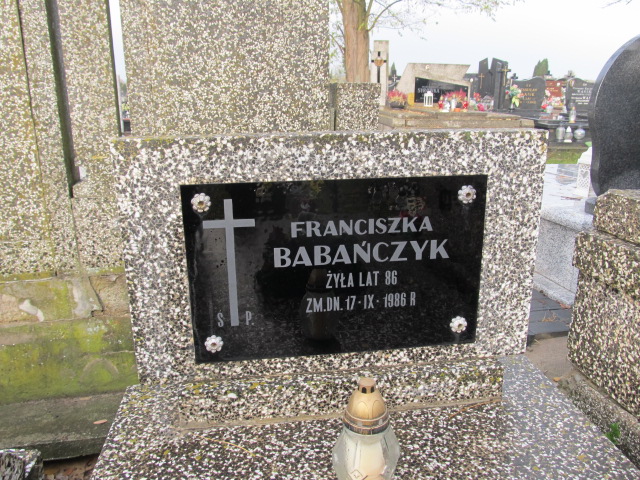 FRANCISZKA
BABAŃCZYK
ŻYŁA LAT 86
ZM.DN. 17·IX·1986 R
Ś. P.